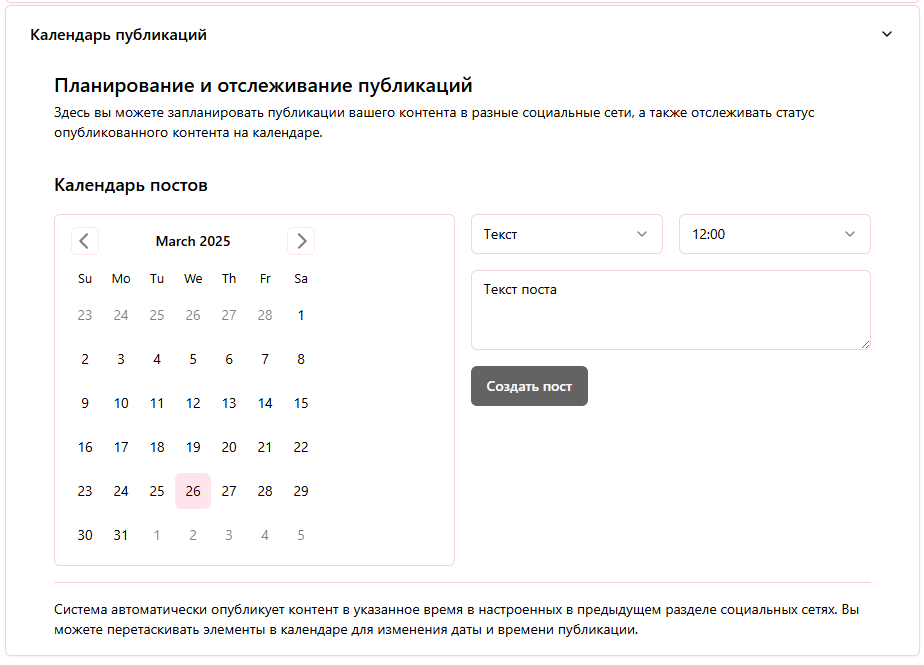 Календарь публикаций
Планирование и отслеживание публикаций
Здесь вы можете запланировать публикации вашего контента в разные социальные сети, а также отслеживать статус
опубликованного контента на календаре.
Календарь постов
March 2025
Su Mo Tu We Th Fr Sa
23 24 25 26 27 28 1
2 3 4 5 6 7 8
9 10 11 12 13 14 15
16 17 18 19 20 21 22
23 24 25 26 27 28 29
30 31 1 2 3 4 5
Текст
12:00
Текст поста
Создать пост
Система автоматически опубликует контент в указанное время в настроенных в предыдущем разделе социальных сетях. Вы
можете перетаскивать элементы в календаре для изменения даты и времени публикации.